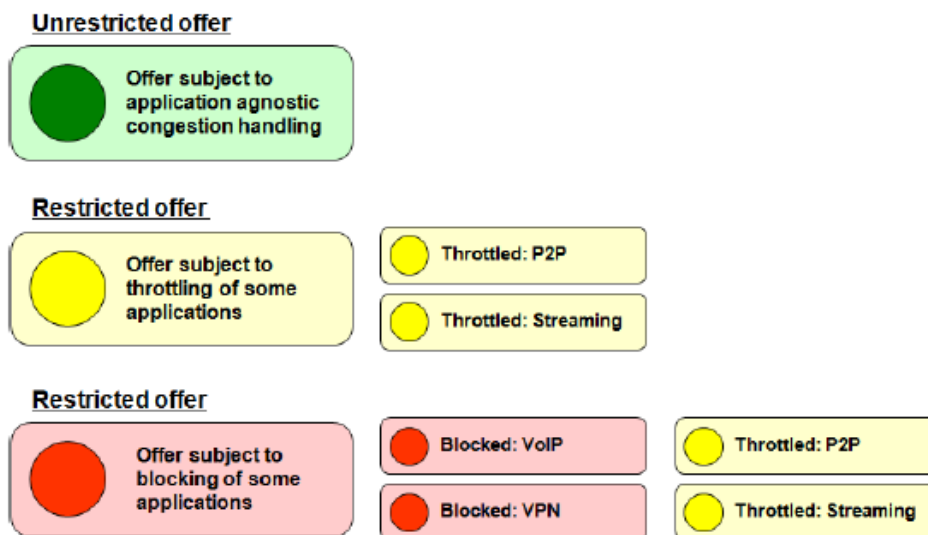 Unrestricted offer
Offer subject to
application agnostic
congestion handling
Restricted offer
Offer subject to
throttling of some
applications
Throttled: P2P
Throttled: Streaming
Restricted offer
Offer subject to
blocking of some
applications
Blocked: VoIP
Blocked: VPN
Throttled: P2P
Throttled: Streaming